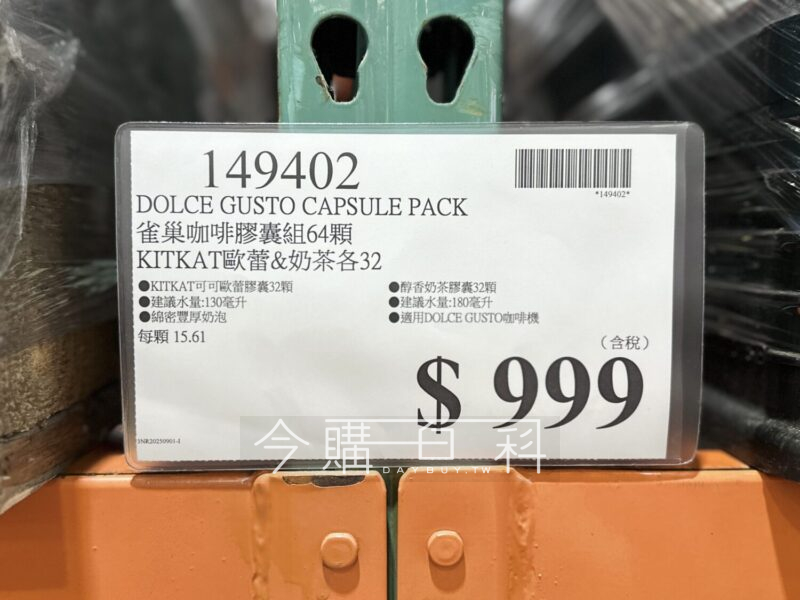 149402
*149402*
DOLCE GUSTO CAPSULE PACK
雀巢咖啡膠囊組64顆
KITKAT歐蕾&奶茶各32
●KITKAT可可歐蕾膠囊32顆
●建議水量:130毫升
●綿密豐厚奶泡
●醇香奶茶膠囊32顆
●建議水量:180毫升
●適用DOLCE GUSTO咖啡機
每顆 15.61
（含稅）
$ 999
今購百科
DAYBUY.TW